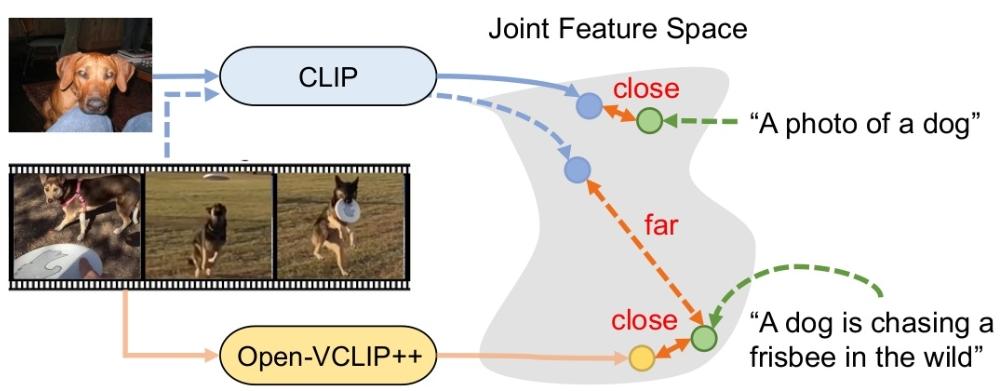 Joint Feature Space
CLIP
close
“A photo of a dog”
far
close
“A dog is chasing a
frisbee in the wild”
Open-VCLIP++